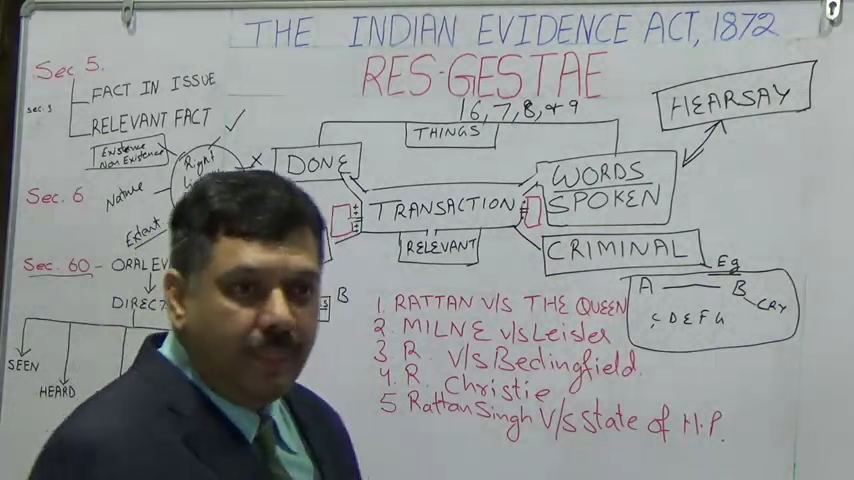 THE INDIAN EVIDENCE ACT, 1872
RES-GESTAE
Sec 5.
Sec. 3
FACT IN ISSUE
RELEVANT FACT
Existence
Non Existence
Right
Nature
Extent
Sec. 6
Sec. 60 - ORAL EV
DIRECT
SEEN
HEARD
16, 7, 8, & 9
THINGS
DONE
WORDS
SPOKEN
HEARSAY
TRANSACTION
RELEVANT
CRIMINAL
B
Eg
A — B
CRY
C D E F G
1. RATTAN V/S THE QUEEN
2. MILNE V/S Leisler
3. R. V/S Bedingfield.
4. R. Christie
5. Rattan Singh V/S State of H.P.